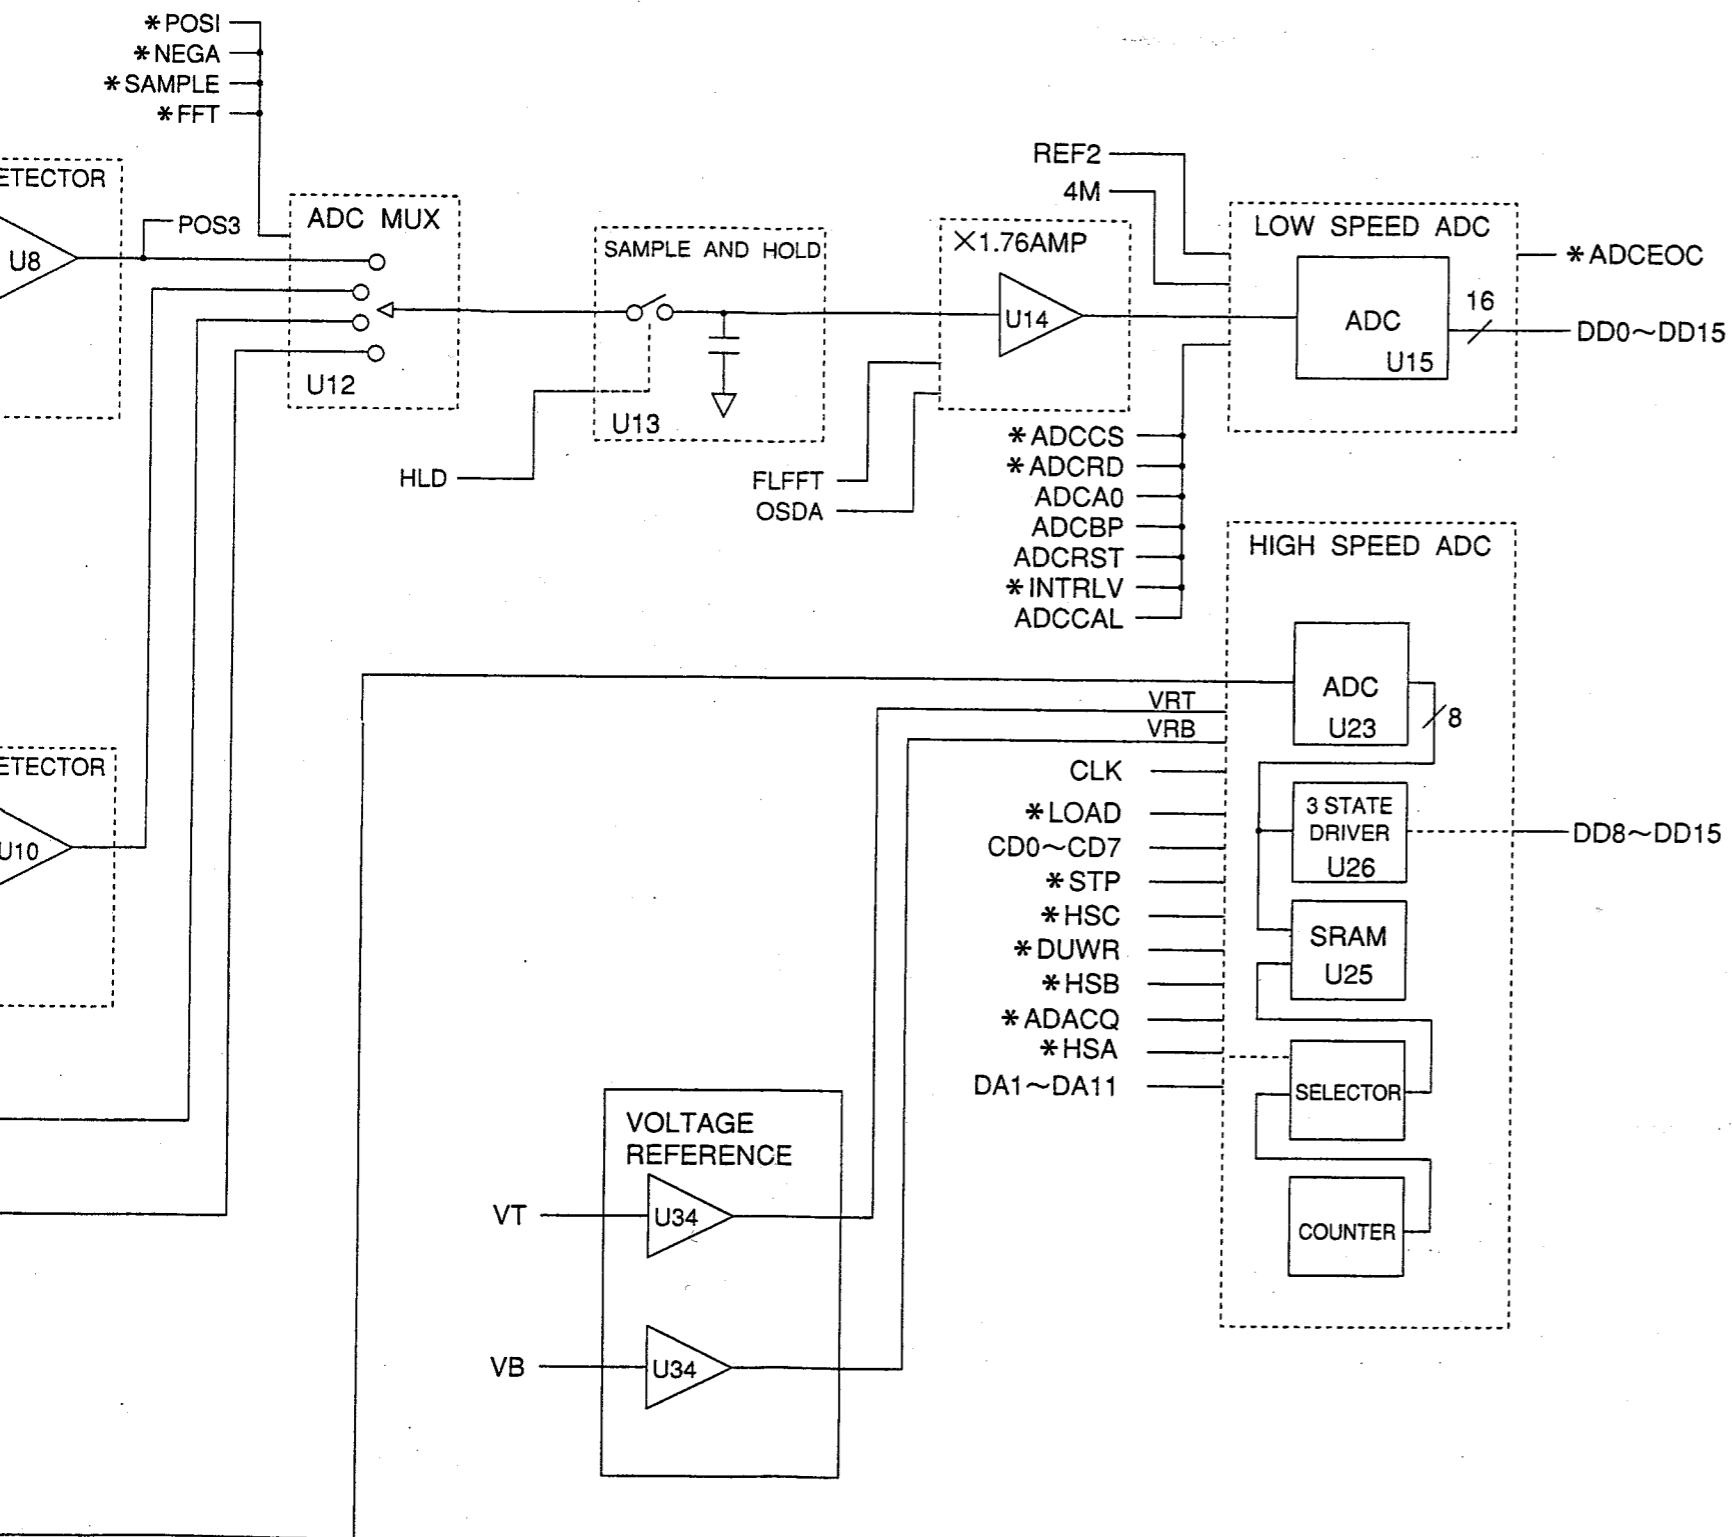 *POSI
*NEGA
*SAMPLE
*FFT
ETECTOR
U8
POS3
ADC MUX
U12
SAMPLE AND HOLD
U13
HLD
×1.76AMP
U14
FLFFT
OSDA
REF2
4M
LOW SPEED ADC
ADC
U15
16
*ADCEOC
DD0~DD15
*ADCCS
*ADCRD
ADCA0
ADCBP
ADCRST
*INTRLV
ADCCAL
HIGH SPEED ADC
ADC
U23
8
VRT
VRB
CLK
*LOAD
CD0~CD7
*STP
*HSC
*DUWR
*HSB
*ADACQ
*HSA
DA1~DA11
3 STATE
DRIVER
U26
DD8~DD15
SRAM
U25
SELECTOR
COUNTER
ETECTOR
U10
VOLTAGE
REFERENCE
VT
U34
VB
U34